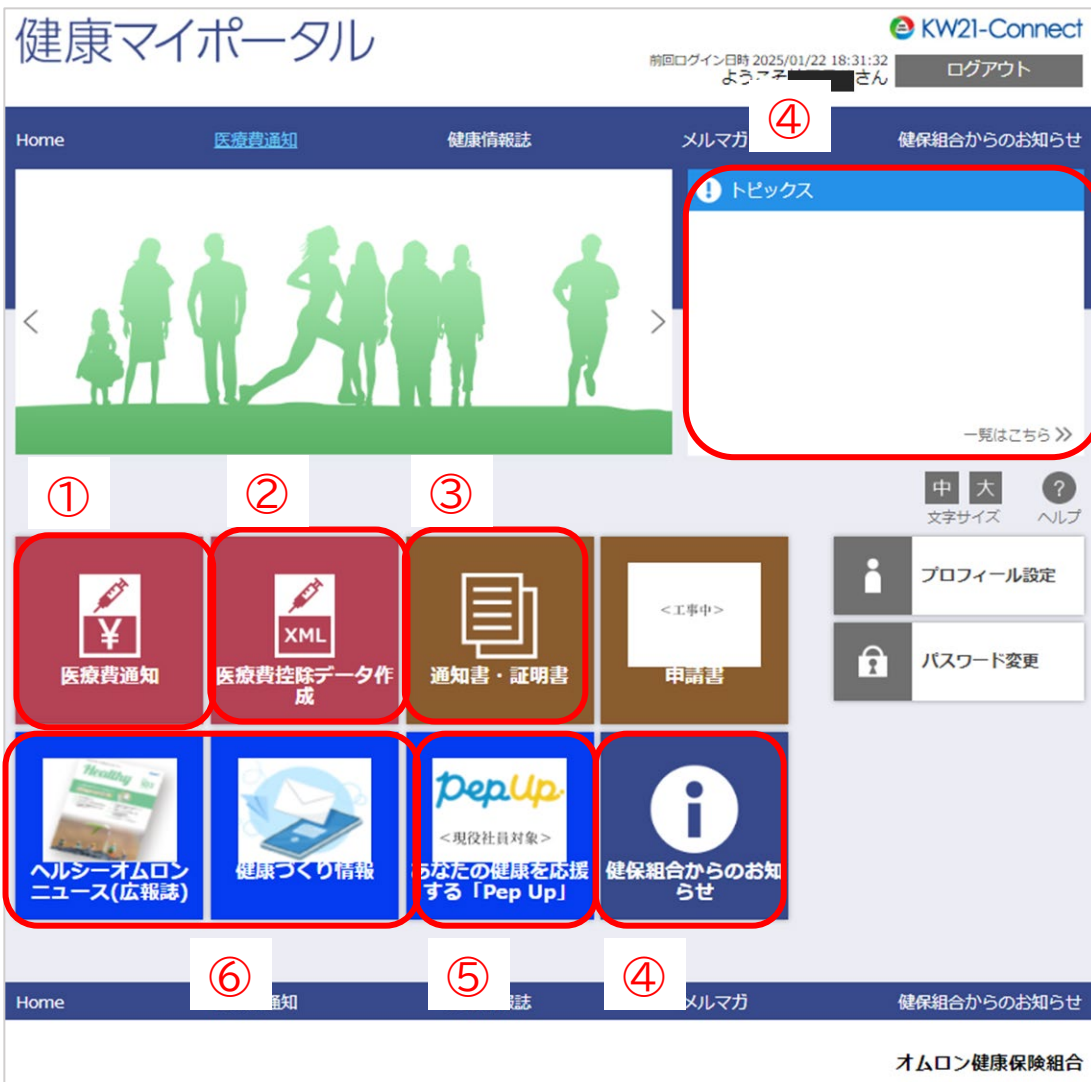 健康マイポータル
KW21-Connect
前回ログイン日時 2025/01/22 18:31:32
ようこそ
さん
ログアウト
④
Home
医療費通知
健康情報誌
メルマガ
健保組合からのお知らせ
! トピックス
一覧はこちら
①
②
③
中 大
?
文字サイズ
ヘルプ
¥
医療費通知
XML
医療費控除データ作
成
通知書・証明書
<工事中>
申請書
プロフィール設定
パスワード変更
Healthy
ヘルシーオムロン
ニュース(広報誌)
健康づくり情報
PepUp
<現役社員対象>
あなたの健康を応援
する「Pep Up」
i
健保組合からのお知
らせ
⑥
⑤
④
Home
通知
報誌
メルマガ
健保組合からのお知らせ
オムロン健康保険組合